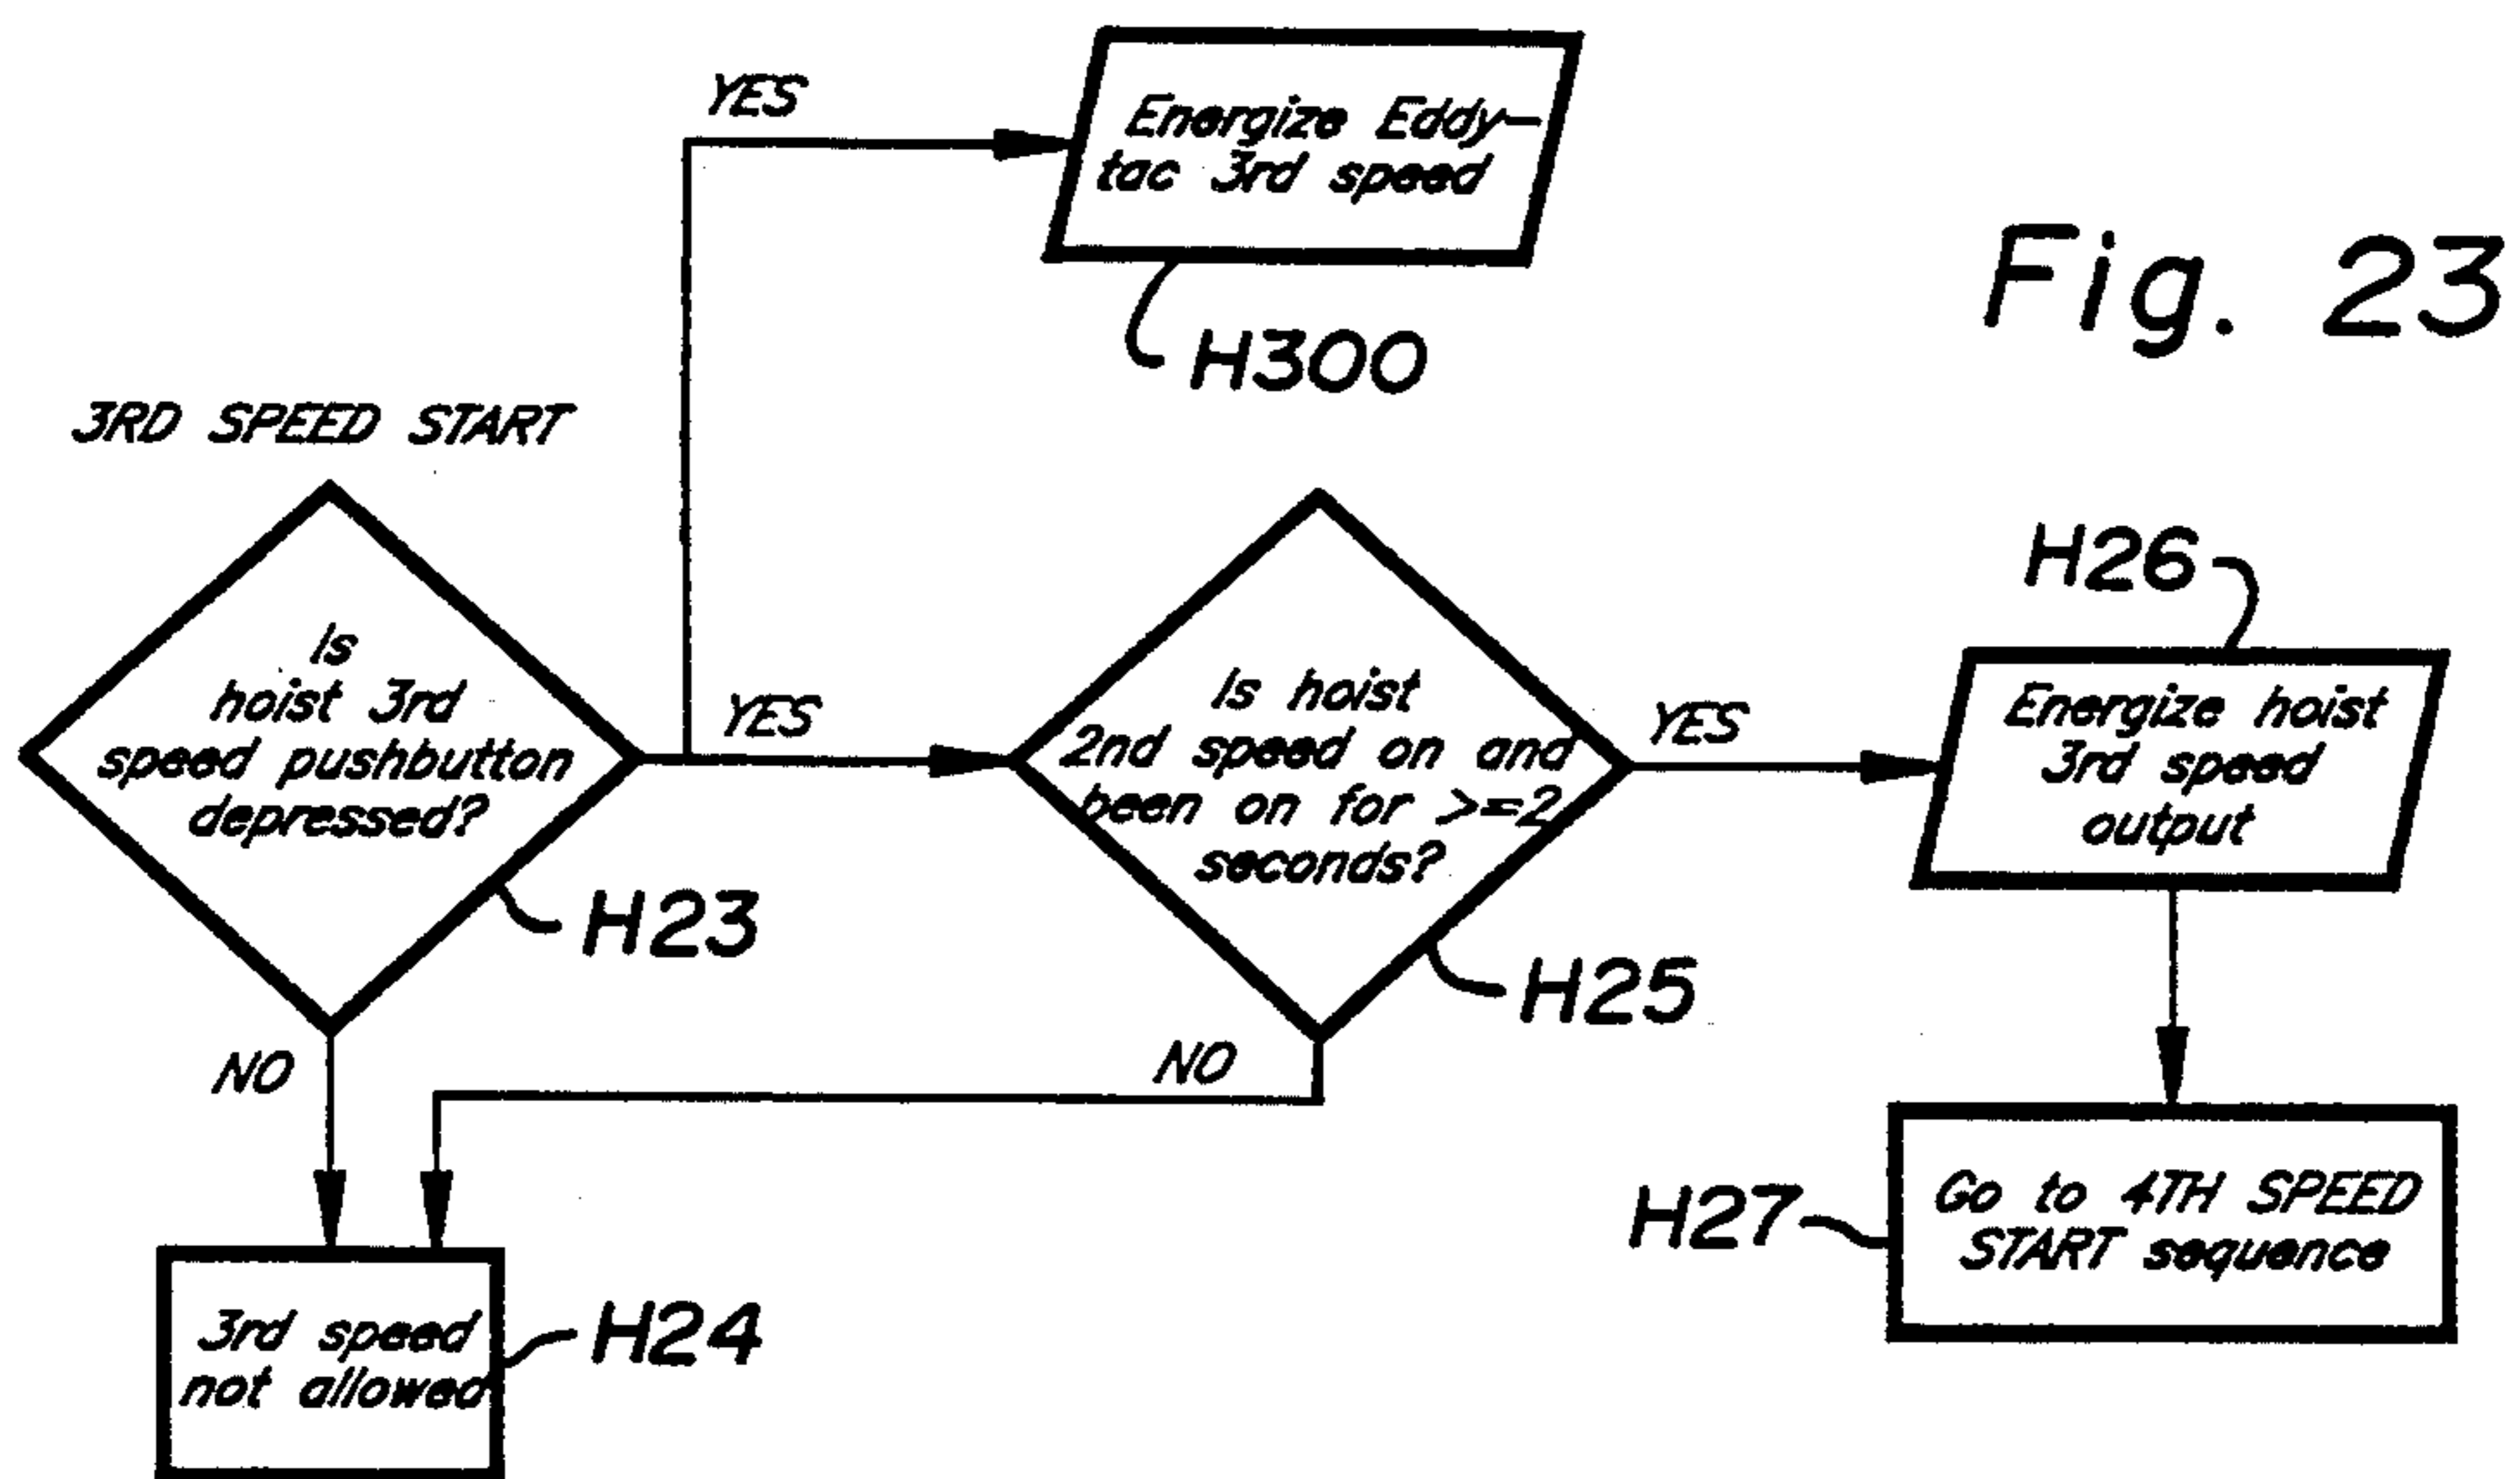 YES
Energize Eddy-
tac 3rd speed
Fig. 23
H300
3RD SPEED START
H26
Is
hoist 3rd
speed pushbutton
depressed?
YES
Is hoist
2nd speed on and
been on for >=2
seconds?
YES
Energize hoist
3rd speed
output
H23
H25
NO
NO
H27
Go to 4TH SPEED
START sequence
3rd speed
not allowed
H24